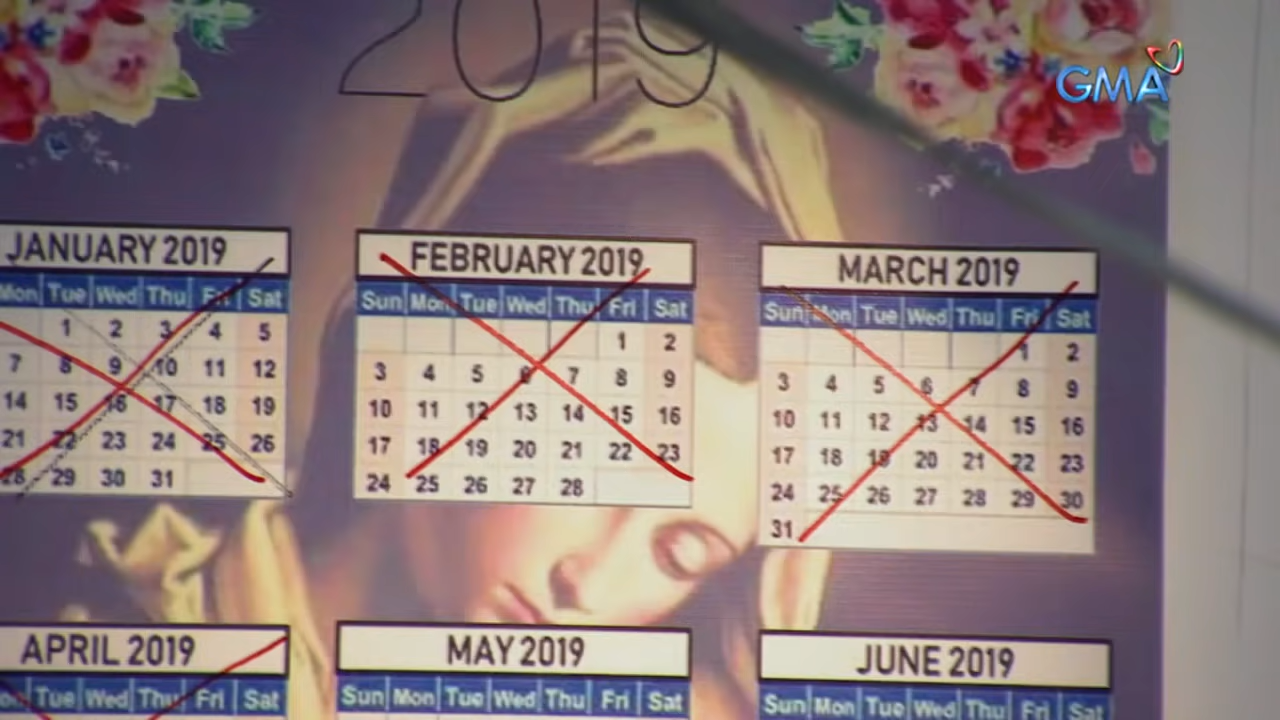 2019
GMA
JANUARY 2019
Mon Tue Wed Thu Fri Sat
1 2 3 4 5
7 8 9 10 11 12
14 15 16 17 18 19
21 22 23 24 25 26
28 29 30 31
FEBRUARY 2019
Sun Mon Tue Wed Thu Fri Sat
1 2
3 4 5 6 7 8 9
10 11 12 13 14 15 16
17 18 19 20 21 22 23
24 25 26 27 28
MARCH 2019
Sun Mon Tue Wed Thu Fri Sat
1 2
3 4 5 6 7 8 9
10 11 12 13 14 15 16
17 18 19 20 21 22 23
24 25 26 27 28 29 30
31
APRIL 2019
Tue Wed Thu Fri Sat
MAY 2019
Sun Mon Tue Wed Thu Fri Sat
JUNE 2019
Sun Mon Tue Wed Thu Fri Sat